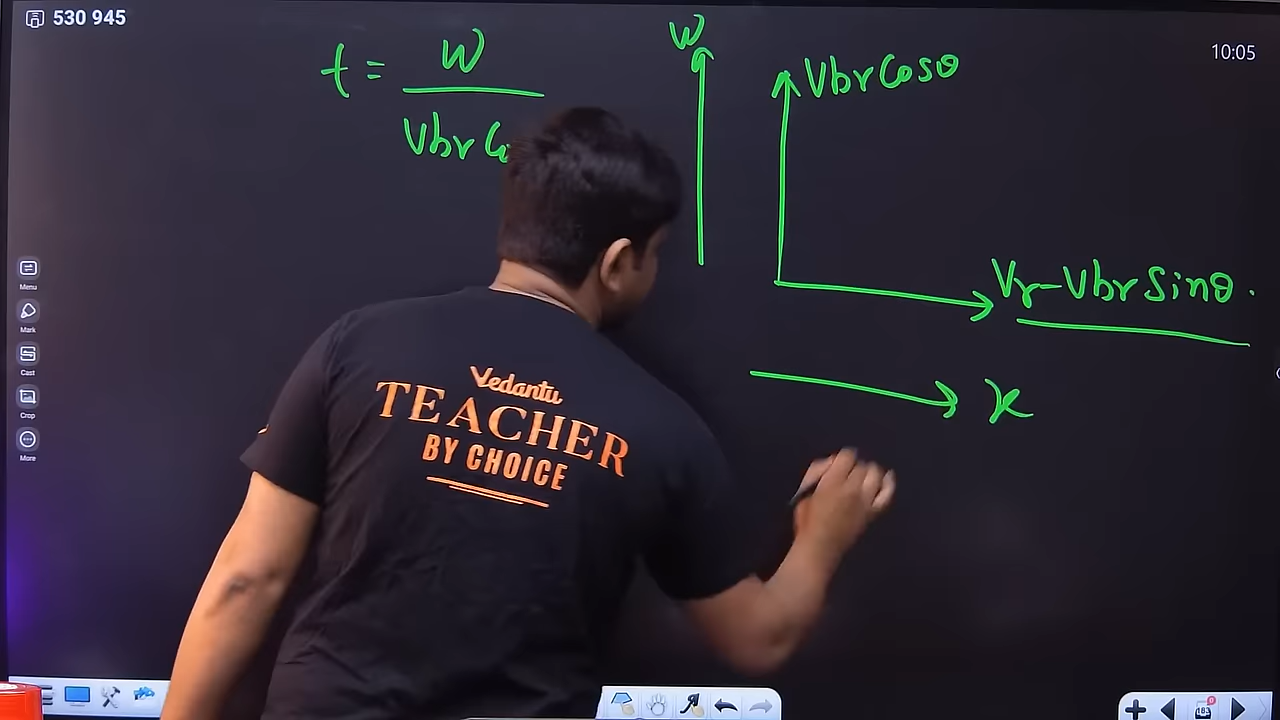 530 945
10:05
t = W / Vbr
W
Vbr Cosθ
Vr-Vbr Sinθ.
x
Menu
Mark
Cast
Crop
More
Vedantu
TEACHER
BY CHOICE